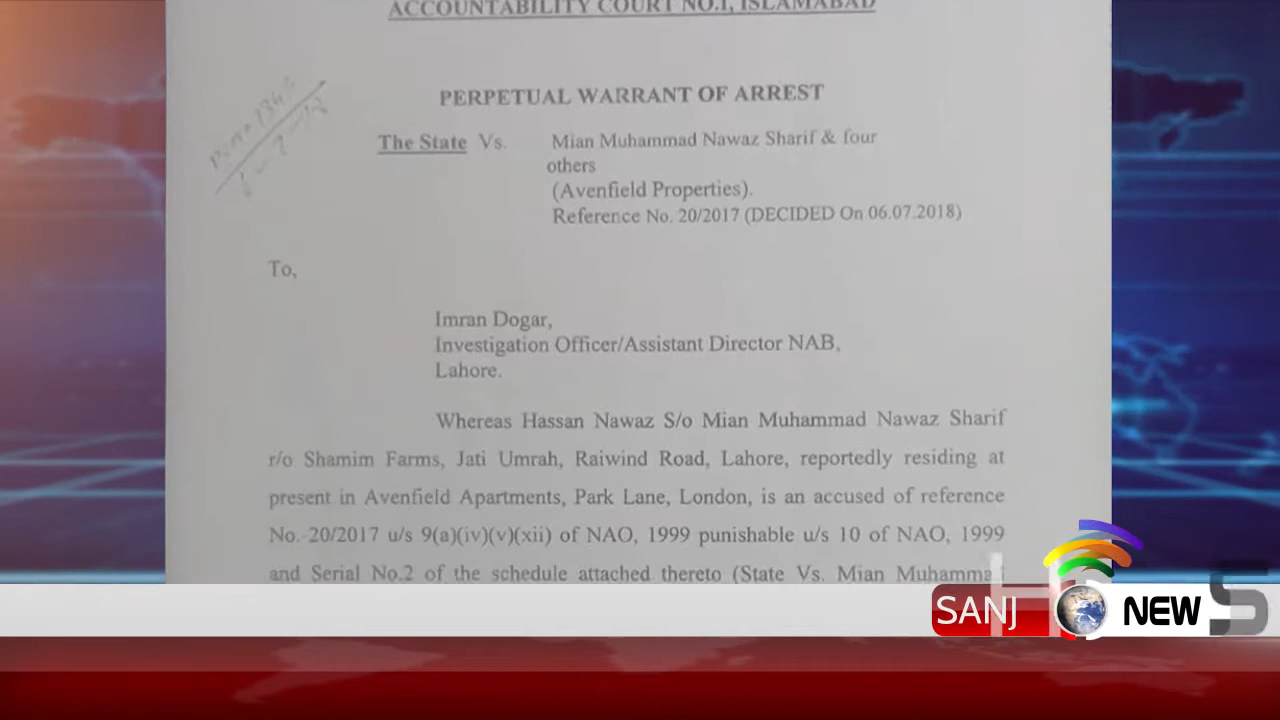 ACCOUNTABILITY COURT NO.1, ISLAMABAD
PERPETUAL WARRANT OF ARREST
The State Vs. Mian Muhammad Nawaz Sharif & four
others
(Avenfield Properties).
Reference No. 20/2017 (DECIDED On 06.07.2018)
To,
Imran Dogar,
Investigation Officer/Assistant Director NAB,
Lahore.
Whereas Hassan Nawaz S/o Mian Muhammad Nawaz Sharif
r/o Shamim Farms, Jati Umrah, Raiwind Road, Lahore, reportedly residing at
present in Avenfield Apartments, Park Lane, London, is an accused of reference
No. 20/2017 u/s 9(a)(iv)(v)(xii) of NAO, 1999 punishable u/s 10 of NAO, 1999
and Serial No.2 of the schedule attached thereto (State Vs. Mian Muhamma
SANJ H NEW S